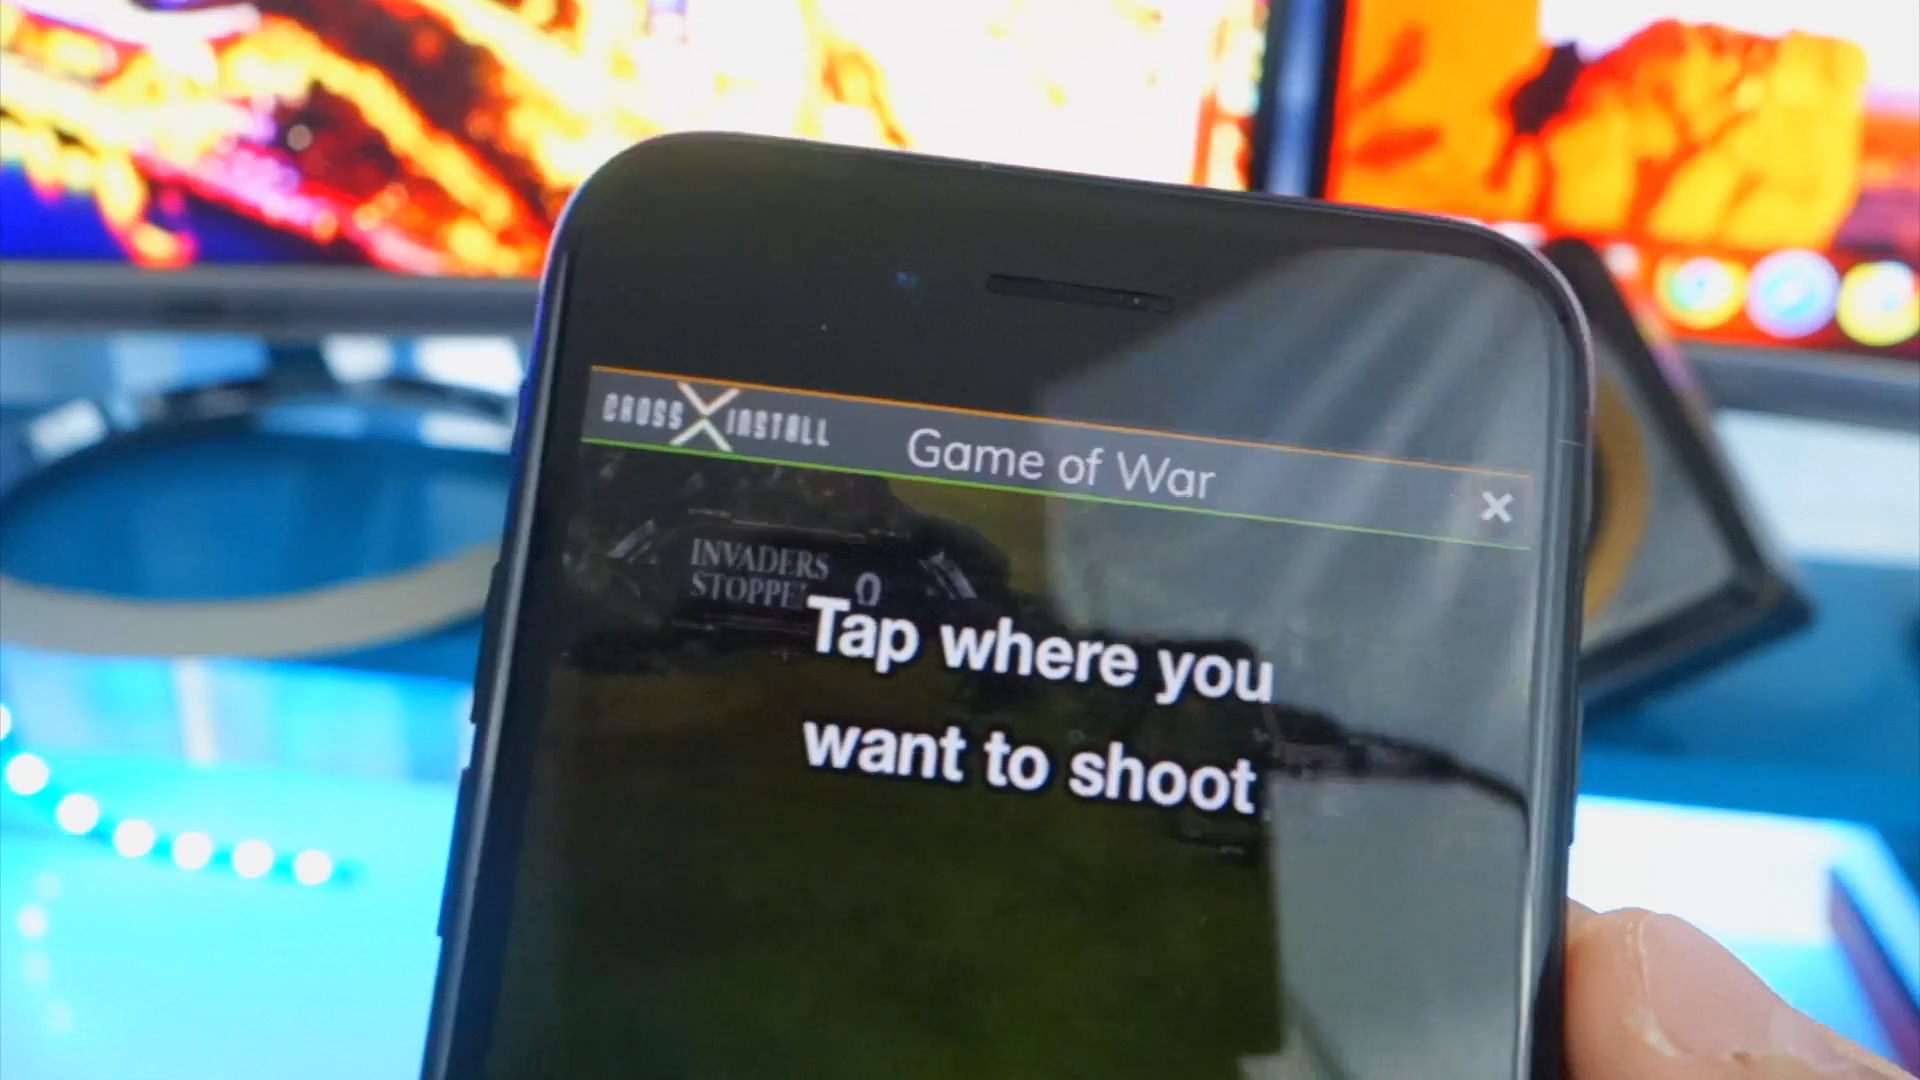 CROSS X INSTALL
Game of War
INVADERS
STOPPE
0
Tap where you
want to shoot